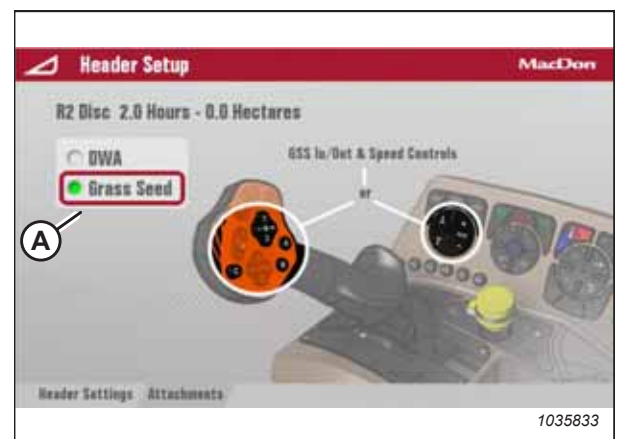 Header Setup
MacDon
R2 Disc 2.0 Hours - 0.0 Hectares
DWA
GSS In/Out & Speed Controls
or
Grass Seed
A
Header Settings Attachments
1035833